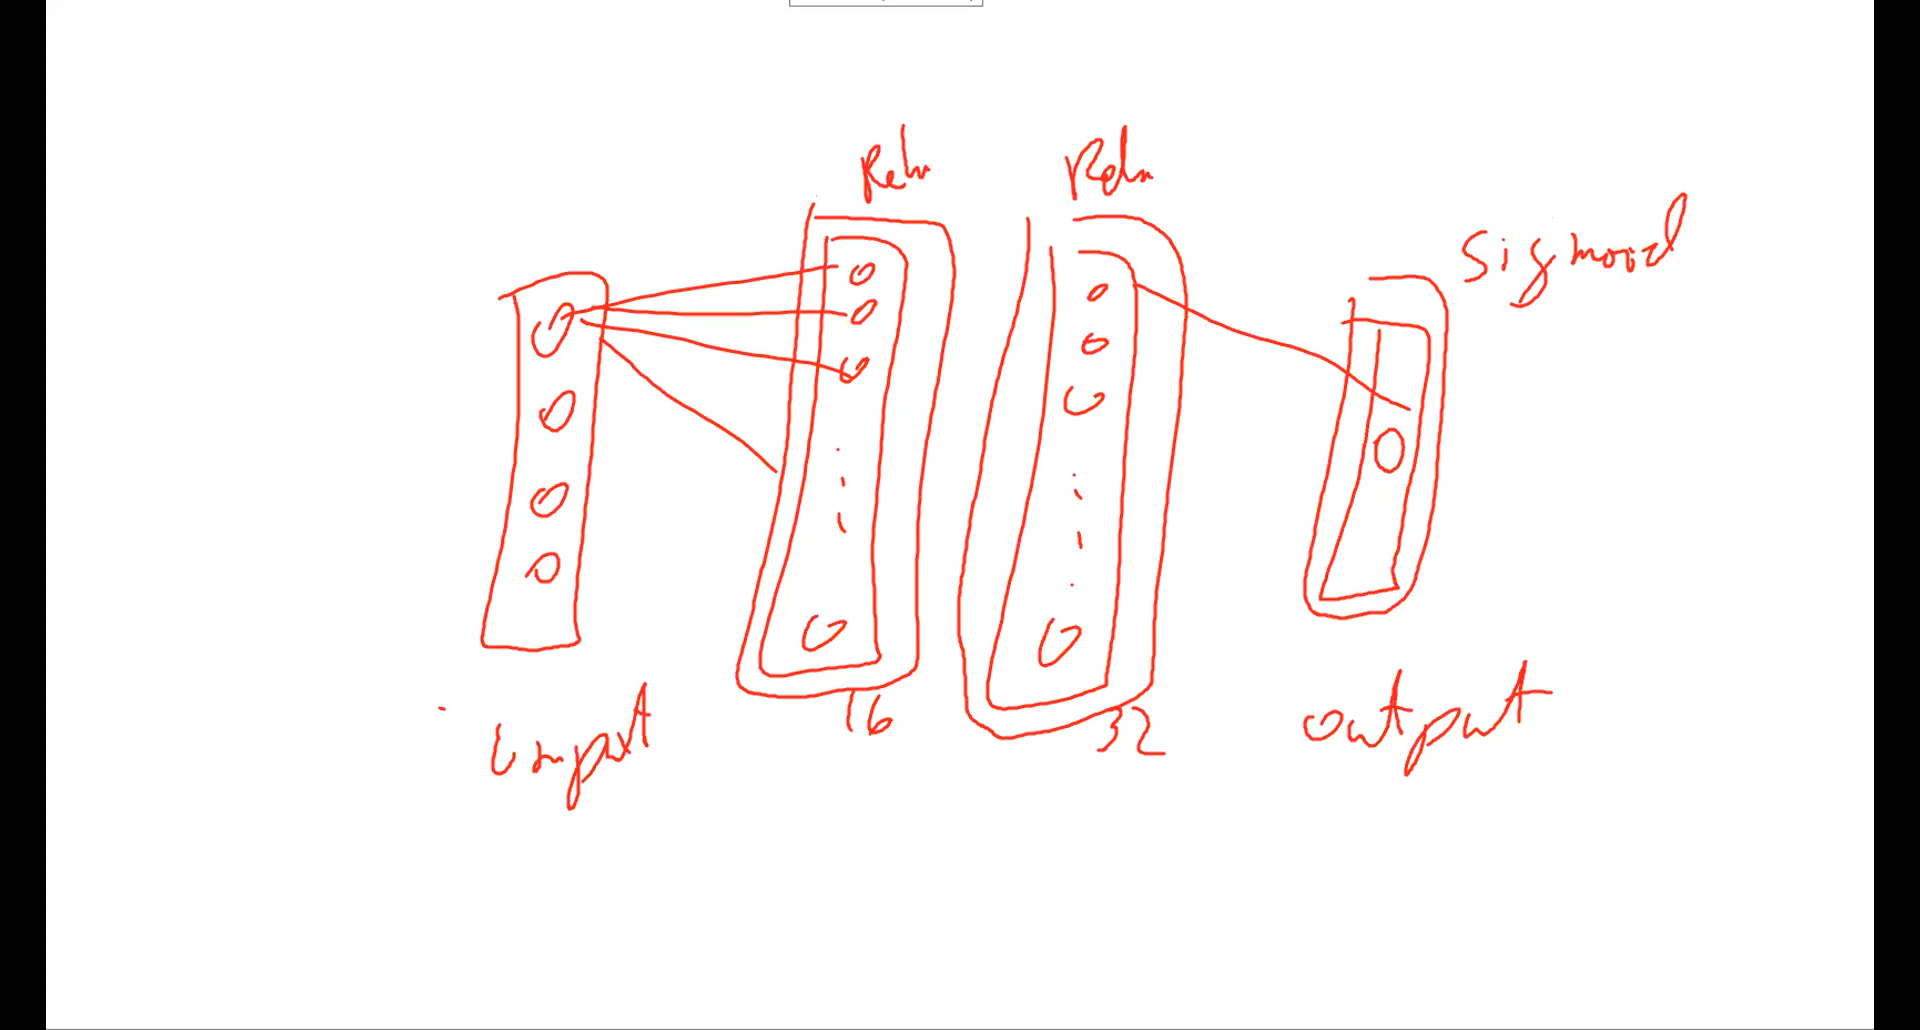 Relu
Relu
Sigmoid
16
32
input
output